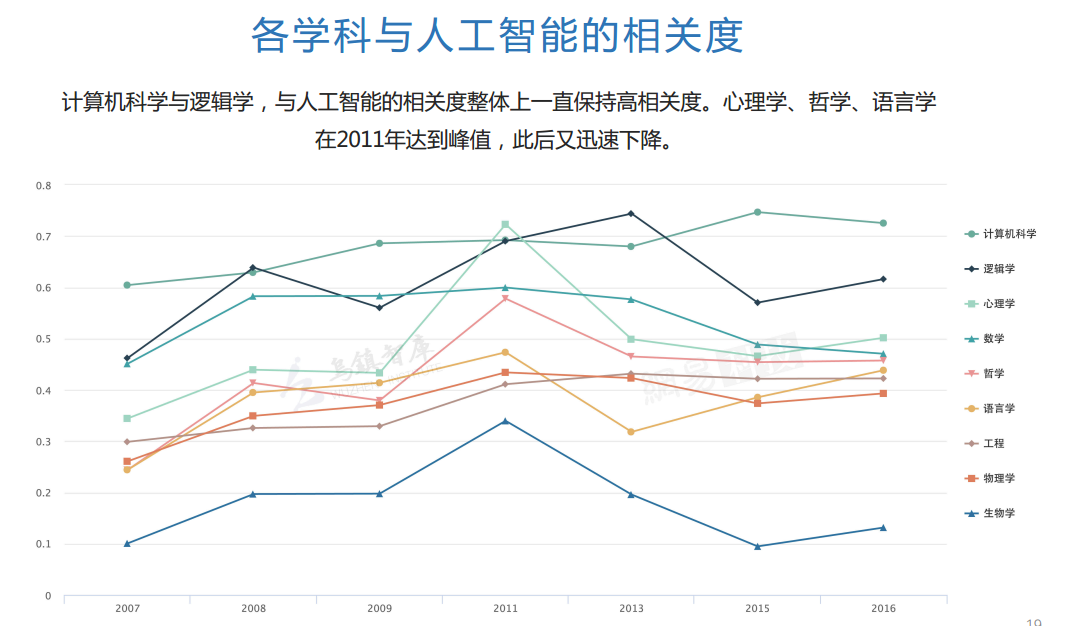 各学科与人工智能的相关度
计算机科学与逻辑学，与人工智能的相关度整体上一直保持高相关度。心理学、哲学、语言学
在2011年达到峰值，此后又迅速下降。
0.8
0.7
0.6
0.5
0.4
0.3
0.2
0.1
0
2007
2008
2009
2011
2013
2015
2016
计算机科学
逻辑学
心理学
数学
哲学
语言学
工程
物理学
生物学
19